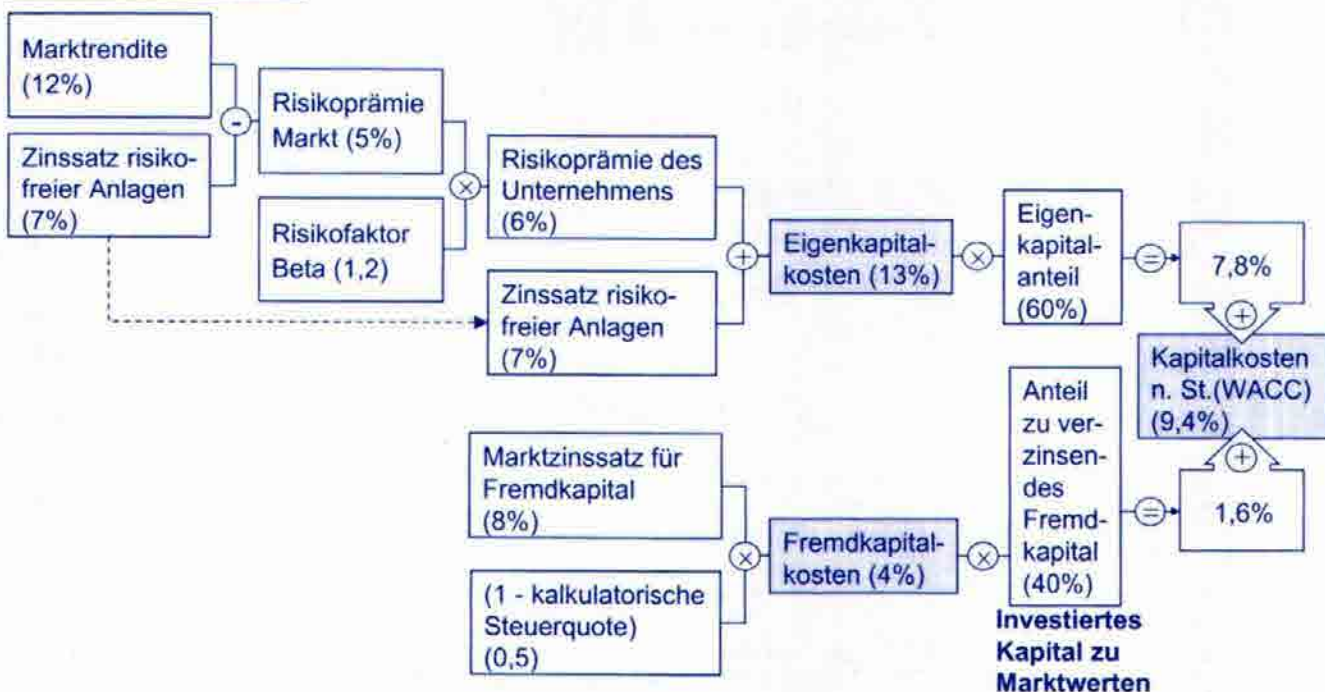 Marktrendite
(12%)
Zinssatz risiko-
freier Anlagen
(7%)
-
Risikoprämie
Markt (5%)
Risikofaktor
Beta (1,2)
×
Risikoprämie des
Unternehmens
(6%)
Zinssatz risiko-
freier Anlagen
(7%)
+
Eigenkapital-
kosten (13%)
×
Eigen-
kapital-
anteil
(60%)
=
7,8%
+
Kapitalkosten
n. St.(WACC)
(9,4%)
Marktzinssatz für
Fremdkapital
(8%)
(1 - kalkulatorische
Steuerquote)
(0,5)
×
Fremdkapital-
kosten (4%)
×
Anteil
zu ver-
zinsen-
des
Fremd-
kapital
(40%)
=
1,6%
+
Investiertes
Kapital zu
Marktwerten